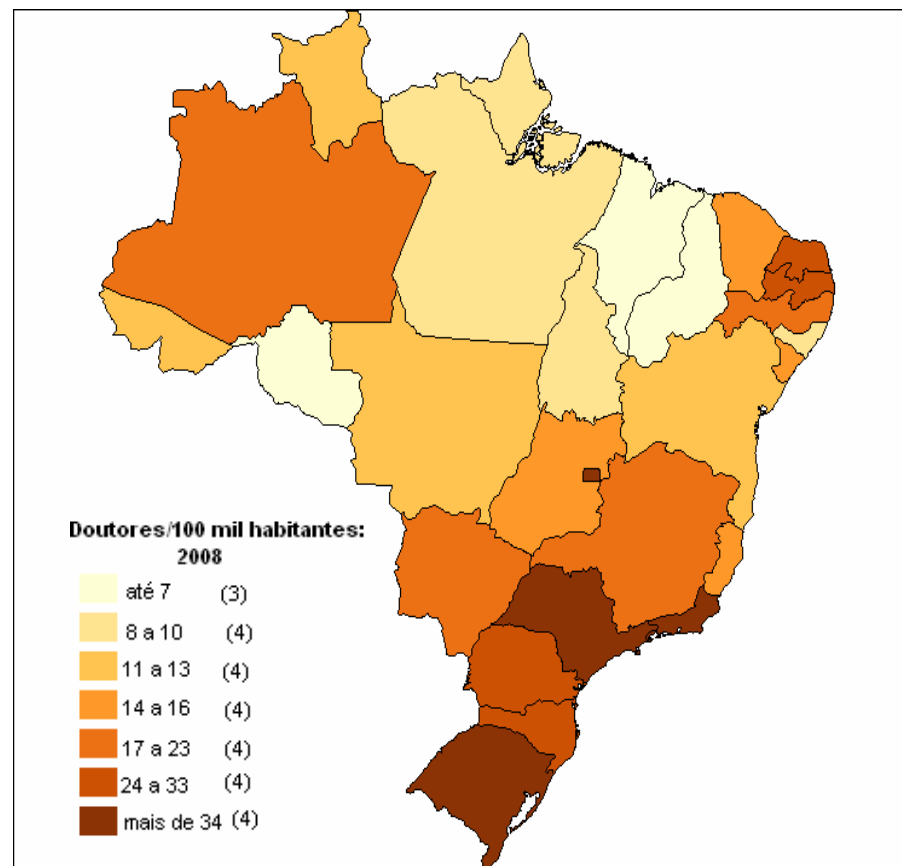 Doutores/100 mil habitantes:
2008
até 7 (3)
8 a 10 (4)
11 a 13 (4)
14 a 16 (4)
17 a 23 (4)
24 a 33 (4)
mais de 34 (4)